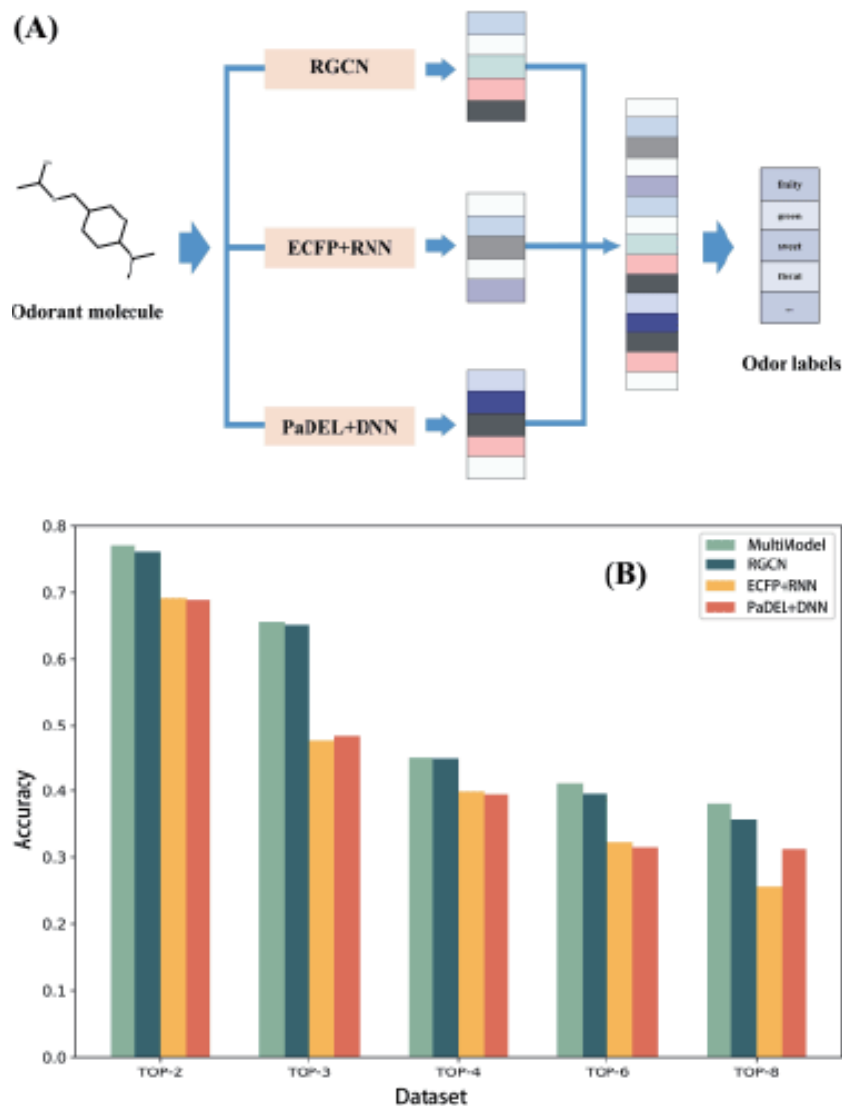 (A)
RGCN
ECFP+RNN
PaDEL+DNN
Odorant molecule
fruity
green
sweet
floral
...
Odor labels
(B)
MultiModel
RGCN
ECFP+RNN
PaDEL+DNN
Accuracy
0.8
0.7
0.6
0.5
0.4
0.3
0.2
0.1
0.0
TOP-2
TOP-3
TOP-4
TOP-6
TOP-8
Dataset